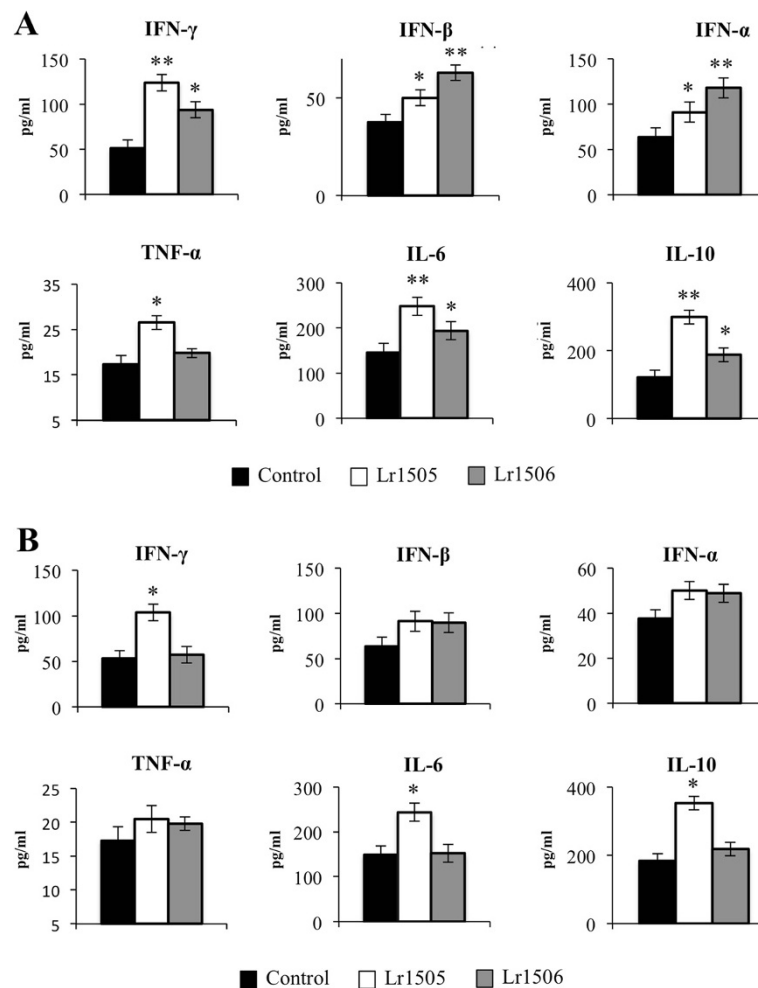 A
IFN-γ
IFN-β
IFN-α
pg/ml
150
100
50
0
**
*
pg/ml
50
0
*
**
pg/ml
150
100
50
0
*
**
TNF-α
IL-6
IL-10
pg/ml
35
25
15
5
*
pg/ml
300
200
100
0
**
*
pg/ml
400
200
0
**
*
Control Lr1505 Lr1506
B
IFN-γ
IFN-β
IFN-α
pg/ml
150
100
50
0
*
pg/ml
150
100
50
0
pg/ml
60
40
20
0
TNF-α
IL-6
IL-10
pg/ml
25
20
15
10
5
pg/ml
300
200
100
0
*
pg/ml
400
200
0
*
Control Lr1505 Lr1506